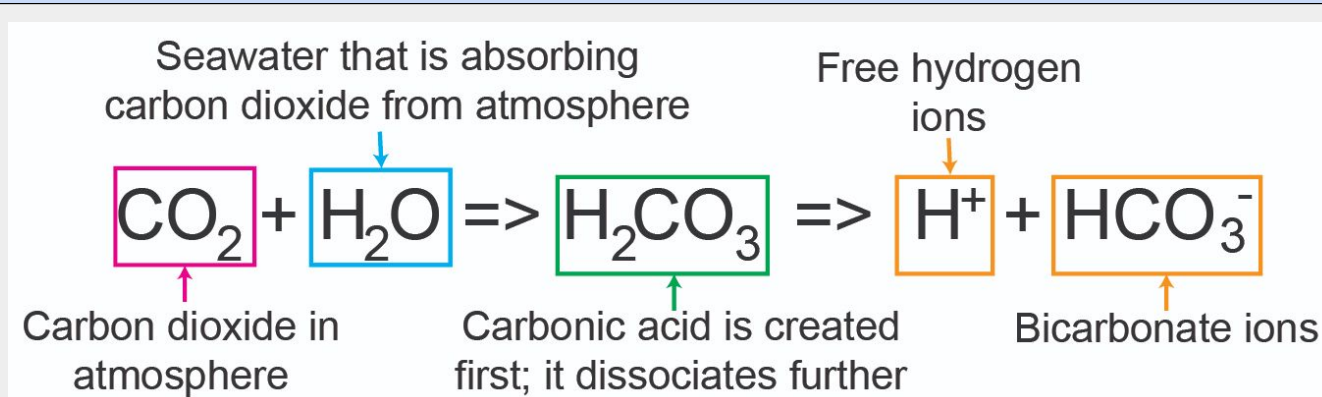 Seawater that is absorbing
carbon dioxide from atmosphere
Free hydrogen
ions
CO₂ + H₂O => H₂CO₃ => H⁺ + HCO₃⁻
Carbon dioxide in
atmosphere
Carbonic acid is created
first; it dissociates further
Bicarbonate ions